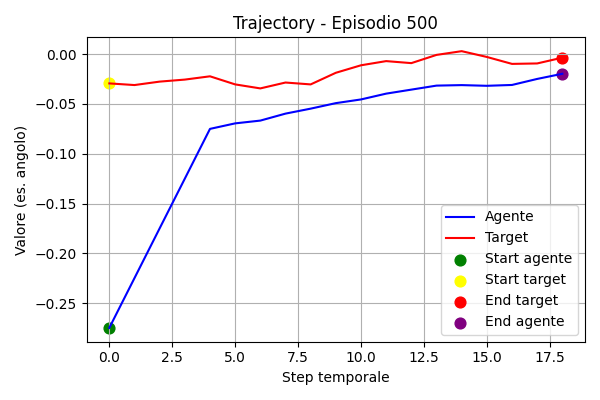 Trajectory - Episodio 500
Valore (es. angolo)
0.00
−0.05
−0.10
−0.15
−0.20
−0.25
Agente
Target
Start agente
Start target
End target
End agente
0.0 2.5 5.0 7.5 10.0 12.5 15.0 17.5
Step temporale